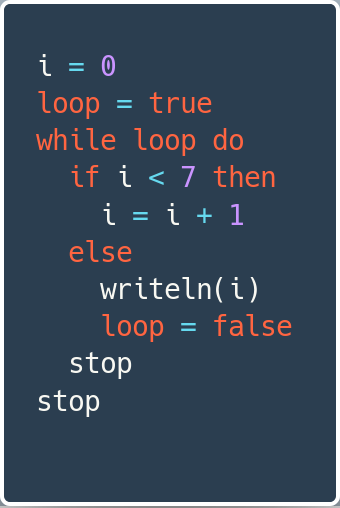 i = 0
loop = true
while loop do
  if i < 7 then
    i = i + 1
  else
    writeln(i)
    loop = false
  stop
stop